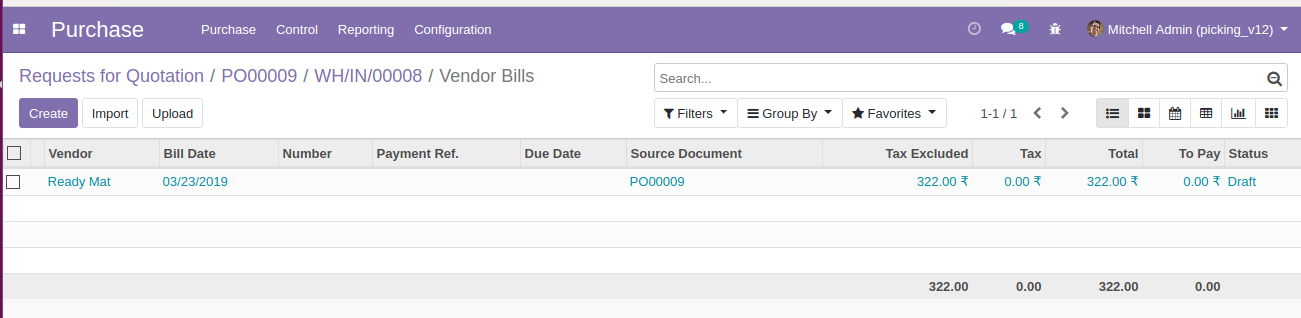 Purchase Purchase Control Reporting Configuration 8 Mitchell Admin (picking_v12)
Requests for Quotation / PO00009 / WH/IN/00008 / Vendor Bills Search...
Create Import Upload Filters Group By Favorites 1-1 / 1
Vendor Bill Date Number Payment Ref. Due Date Source Document Tax Excluded Tax Total To Pay Status
Ready Mat 03/23/2019 PO00009 322.00 ₹ 0.00 ₹ 322.00 ₹ 0.00 ₹ Draft
322.00 0.00 322.00 0.00